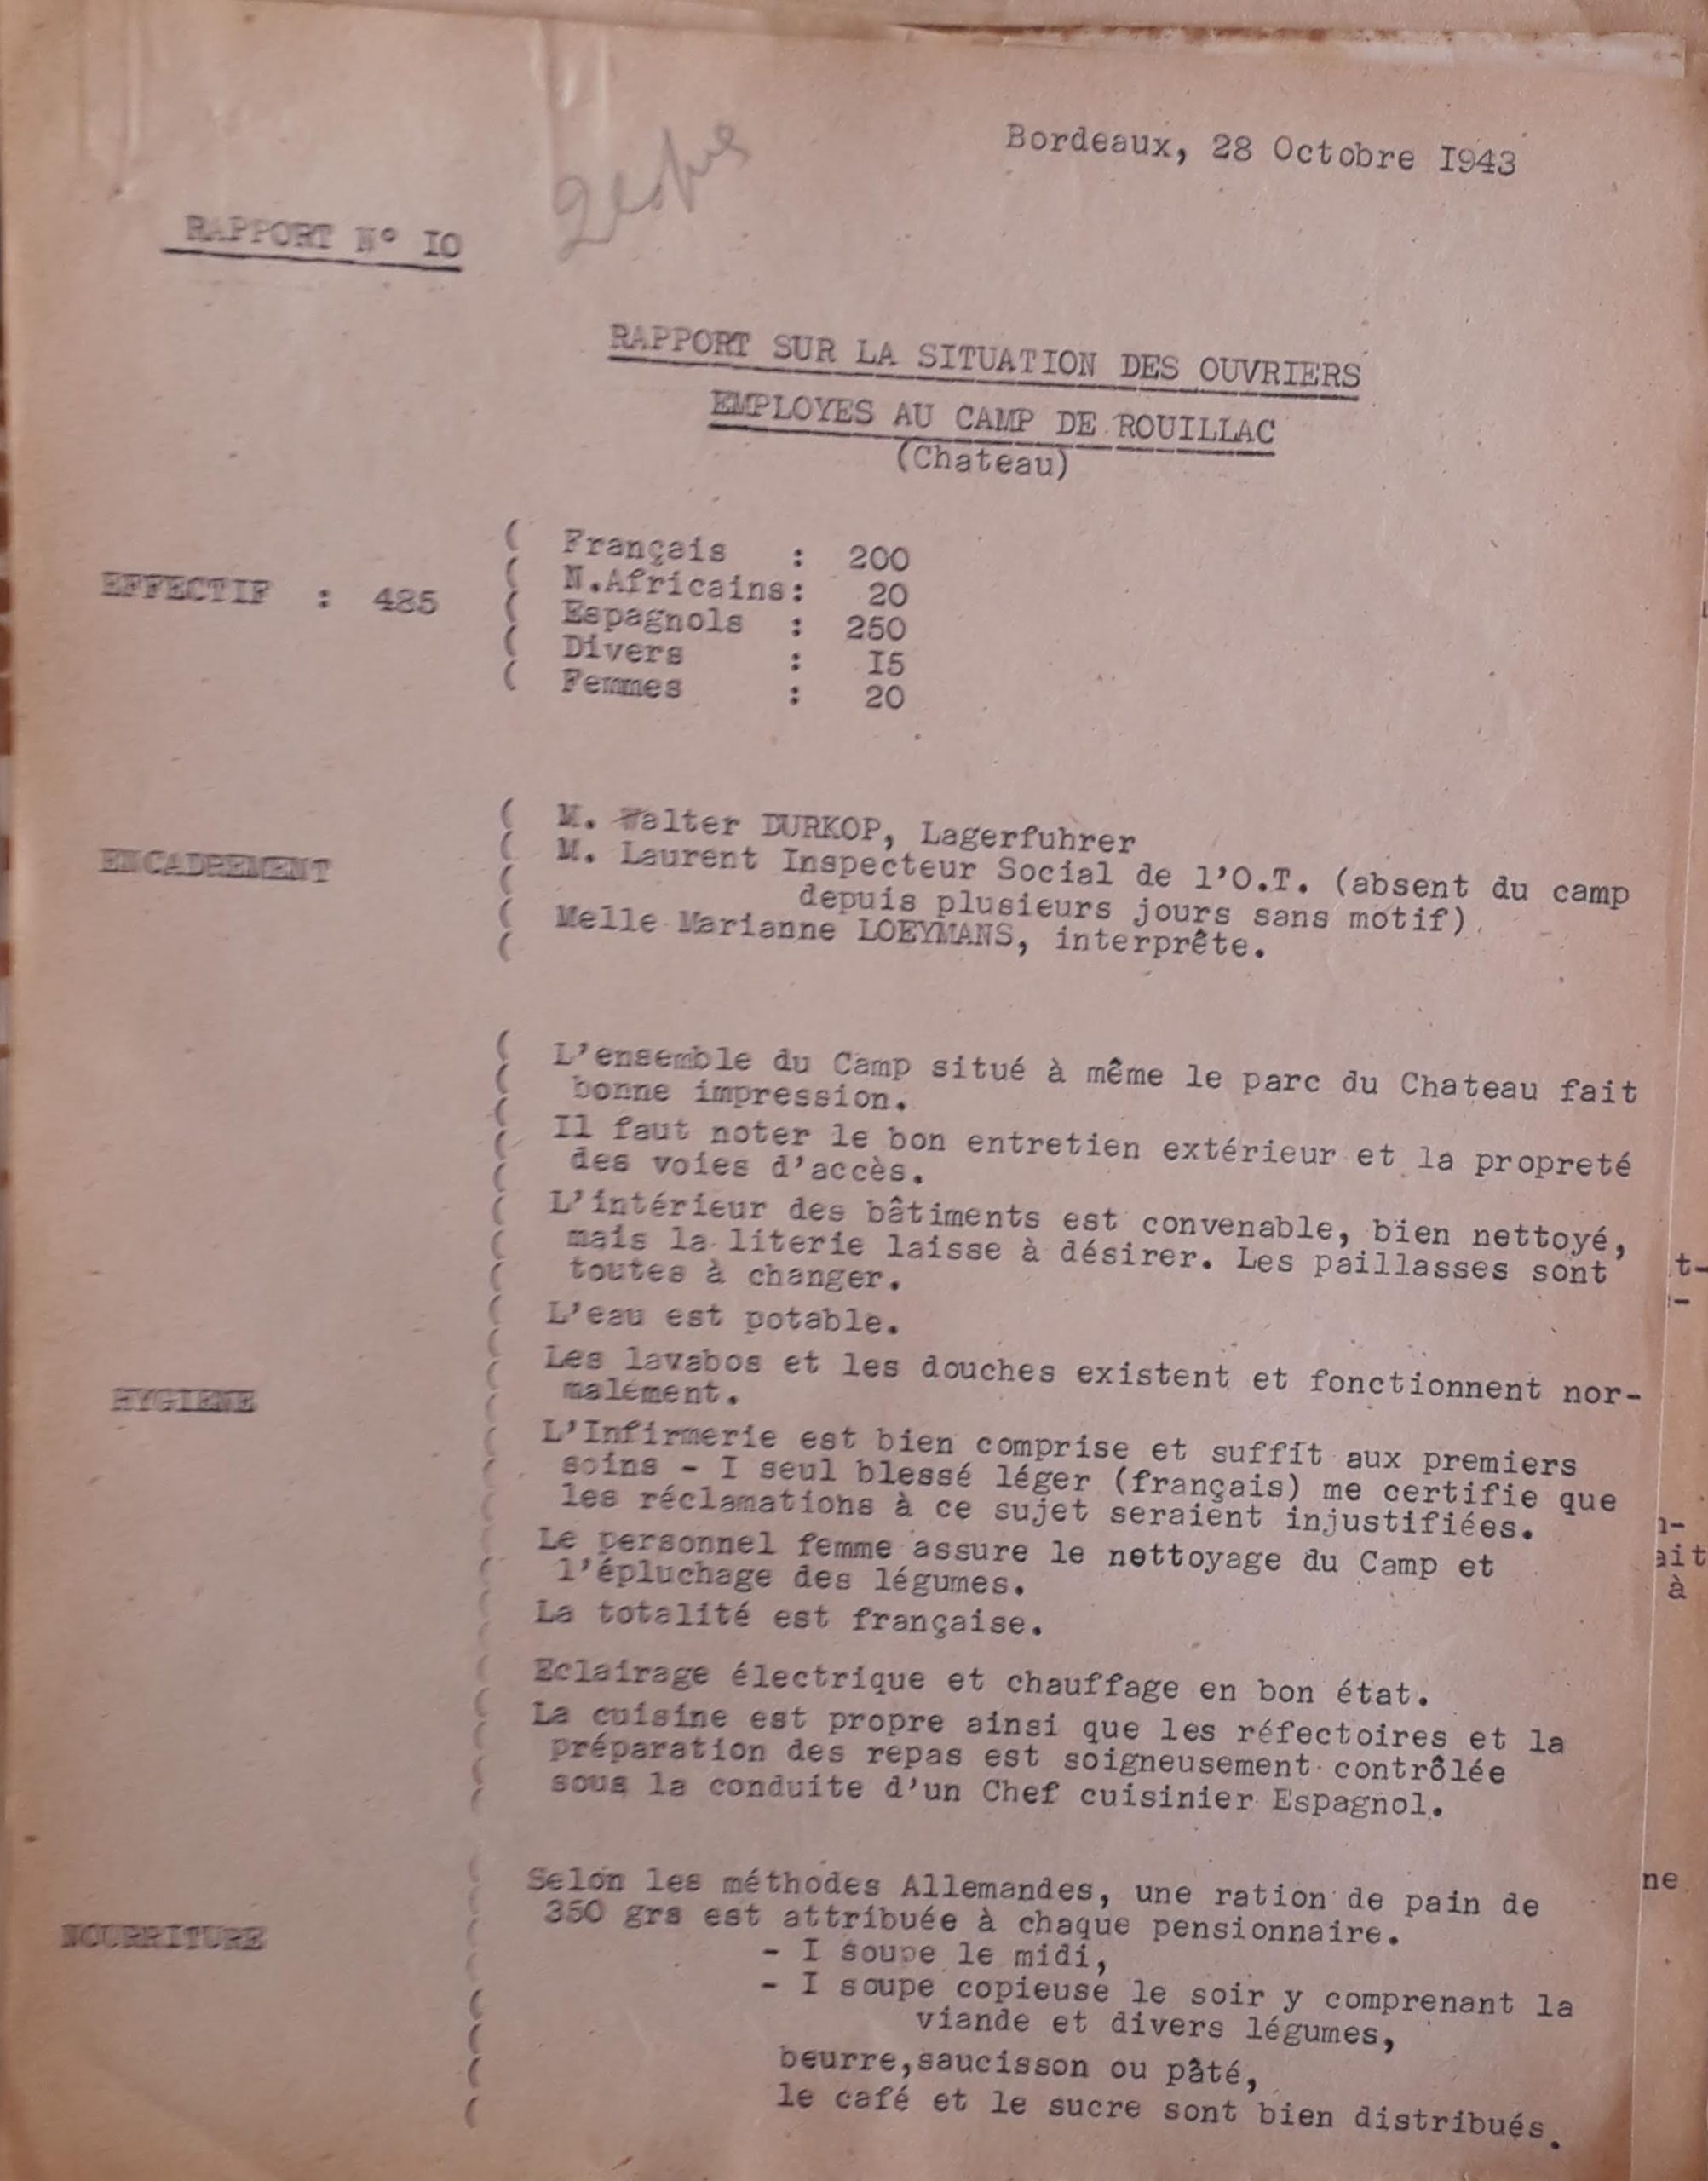 Bordeaux, 28 Octobre I943
RAPPORT N° IO
RAPPORT SUR LA SITUATION DES OUVRIERS
EMPLOYES AU CAMP DE ROUILLAC
(Chateau)
EFFECTIF : 485
( Français : 200
( N.Africains: 20
( Espagnols : 250
( Divers : I5
( Femmes : 20
ENCADREMENT
( M. Walter DURKOP, Lagerfuhrer
( M. Laurent Inspecteur Social de l'O.T. (absent du camp
( depuis plusieurs jours sans motif).
( Melle Marianne LOEYMANS, interprête.
L'ensemble du Camp situé à même le parc du Chateau fait
bonne impression.
Il faut noter le bon entretien extérieur et la propreté
des voies d'accès.
L'intérieur des bâtiments est convenable, bien nettoyé,
mais la literie laisse à désirer. Les paillasses sont
toutes à changer.
L'eau est potable.
Les lavabos et les douches existent et fonctionnent nor-
malement.
HYGIENE
L'Infirmerie est bien comprise et suffit aux premiers
soins - I seul blessé léger (français) me certifie que
les réclamations à ce sujet seraient injustifiées.
Le personnel femme assure le nettoyage du Camp et
l'épluchage des légumes.
La totalité est française.
Eclairage électrique et chauffage en bon état.
La cuisine est propre ainsi que les réfectoires et la
préparation des repas est soigneusement contrôlée
sous la conduite d'un Chef cuisinier Espagnol.
NOURRITURE
Selon les méthodes Allemandes, une ration de pain de
350 grs est attribuée à chaque pensionnaire.
- I soupe le midi,
- I soupe copieuse le soir y comprenant la
viande et divers légumes,
beurre,saucisson ou pâté,
le café et le sucre sont bien distribués.